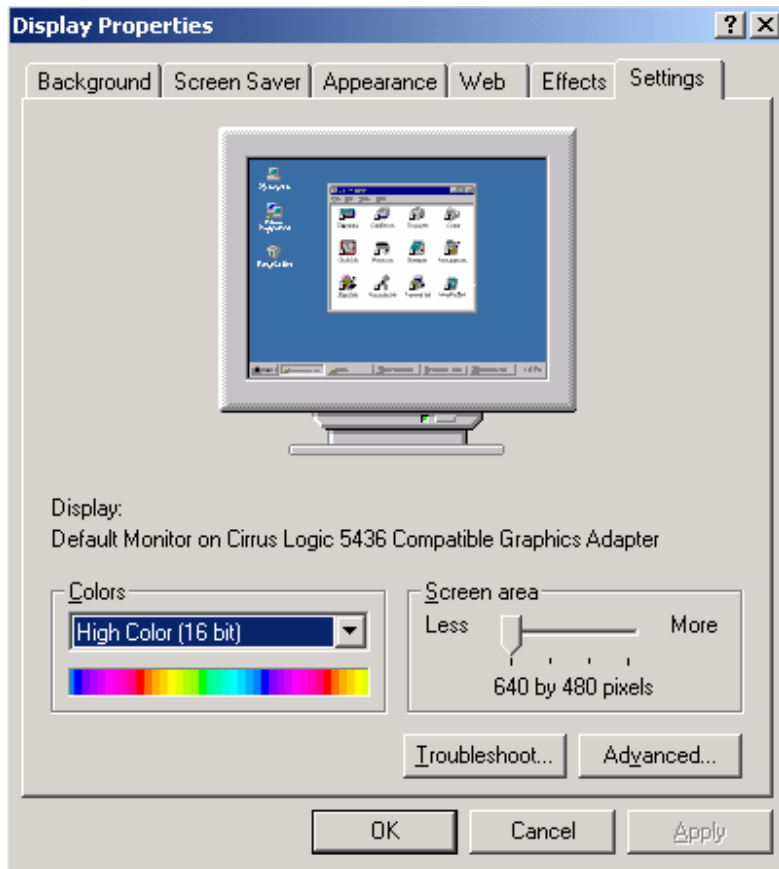 Display Properties
Background Screen Saver Appearance Web Effects Settings
Display:
Default Monitor on Cirrus Logic 5436 Compatible Graphics Adapter
Colors
High Color (16 bit)
Screen area
Less More
640 by 480 pixels
Troubleshoot... Advanced...
OK Cancel Apply